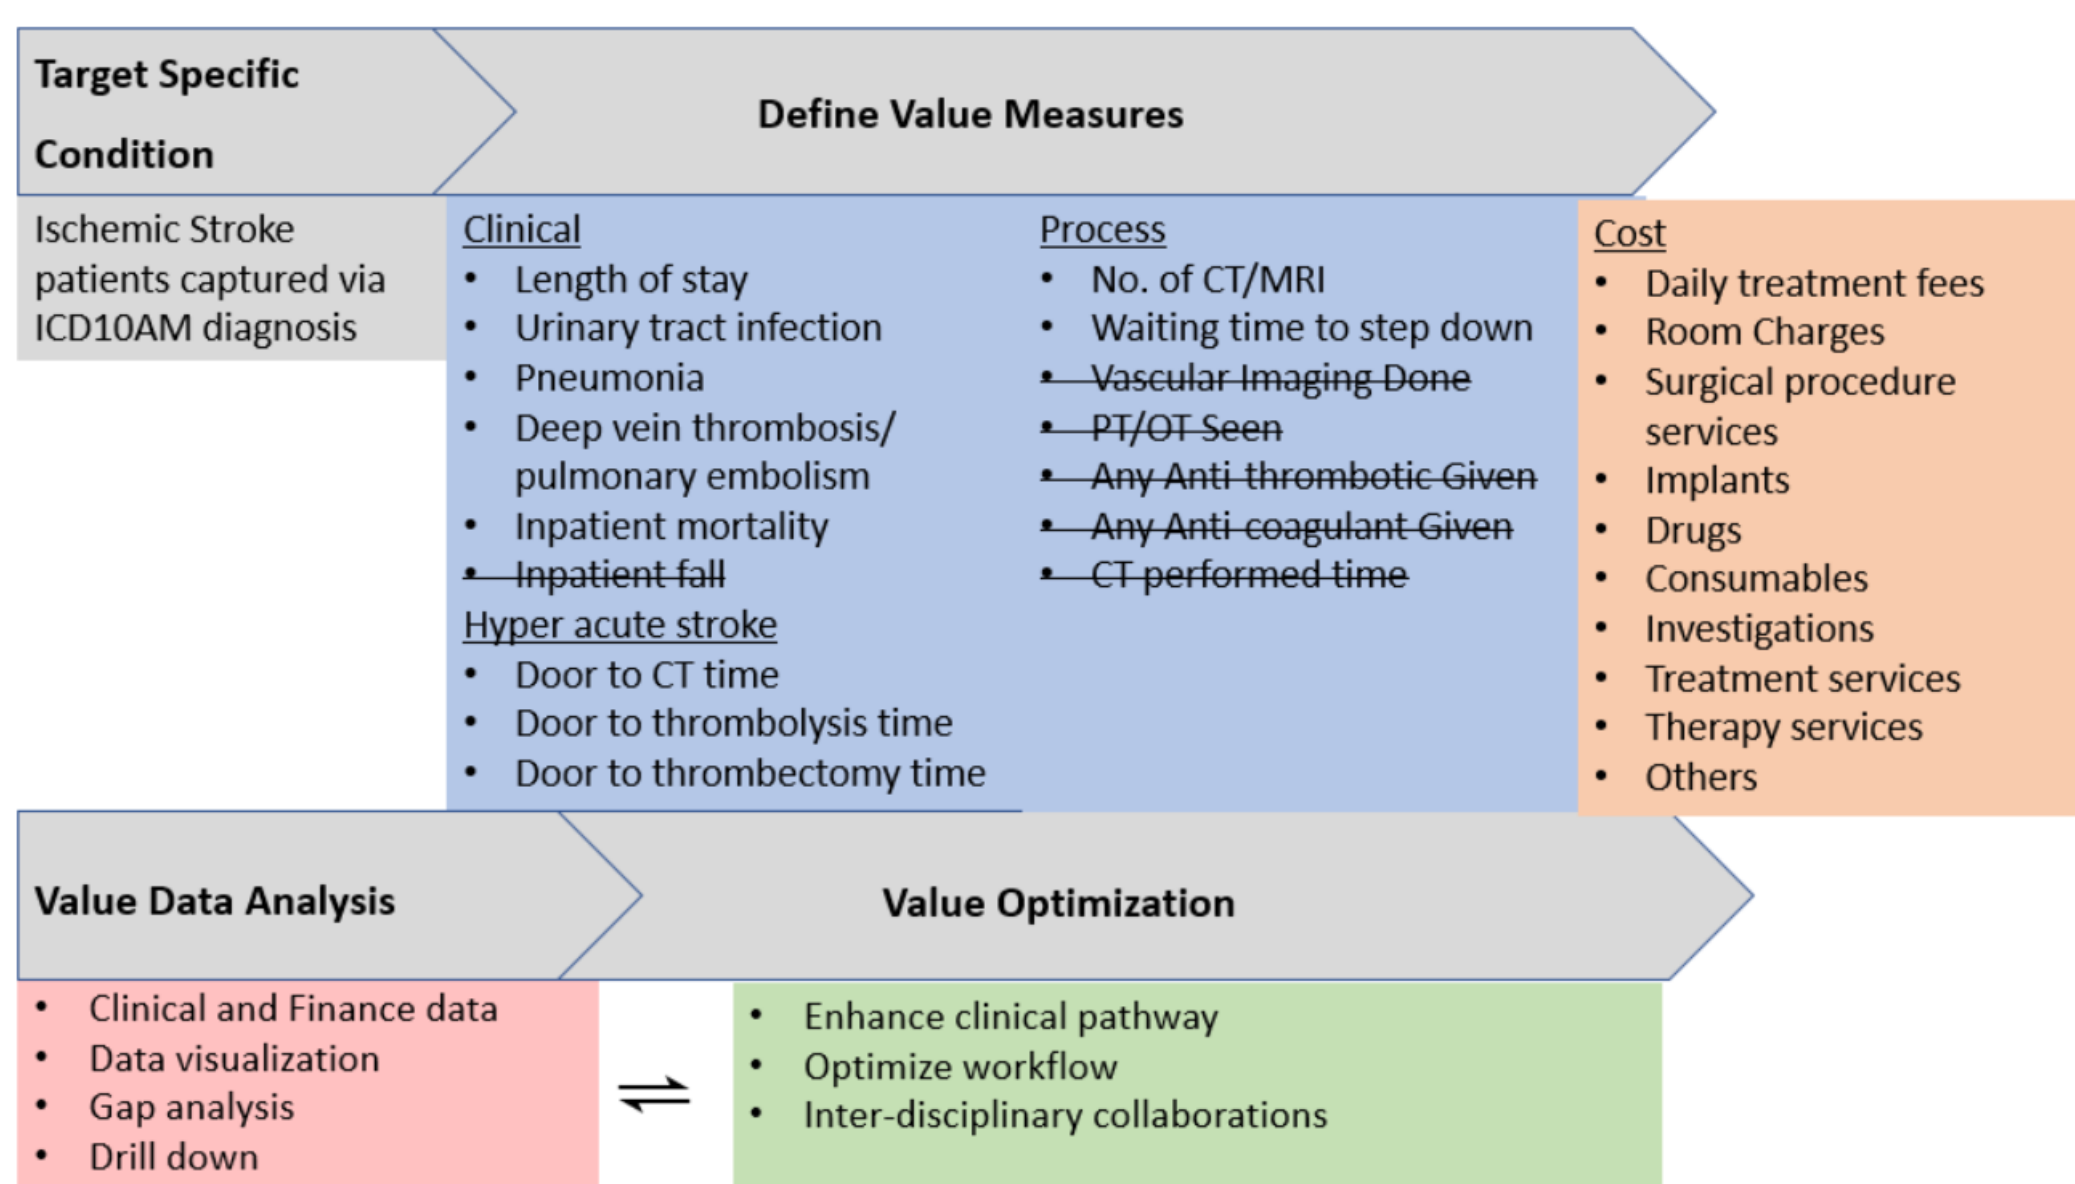 Target Specific
Condition
Define Value Measures
Ischemic Stroke
patients captured via
ICD10AM diagnosis
Clinical
• Length of stay
• Urinary tract infection
• Pneumonia
• Deep vein thrombosis/
pulmonary embolism
• Inpatient mortality
• Inpatient fall
Hyper acute stroke
• Door to CT time
• Door to thrombolysis time
• Door to thrombectomy time
Process
• No. of CT/MRI
• Waiting time to step down
• Vascular Imaging Done
• PT/OT Seen
• Any Anti thrombotic Given
• Any Anti coagulant Given
• CT performed time
Cost
• Daily treatment fees
• Room Charges
• Surgical procedure
services
• Implants
• Drugs
• Consumables
• Investigations
• Treatment services
• Therapy services
• Others
Value Data Analysis
Value Optimization
• Clinical and Finance data
• Data visualization
• Gap analysis
• Drill down
⇌
• Enhance clinical pathway
• Optimize workflow
• Inter-disciplinary collaborations